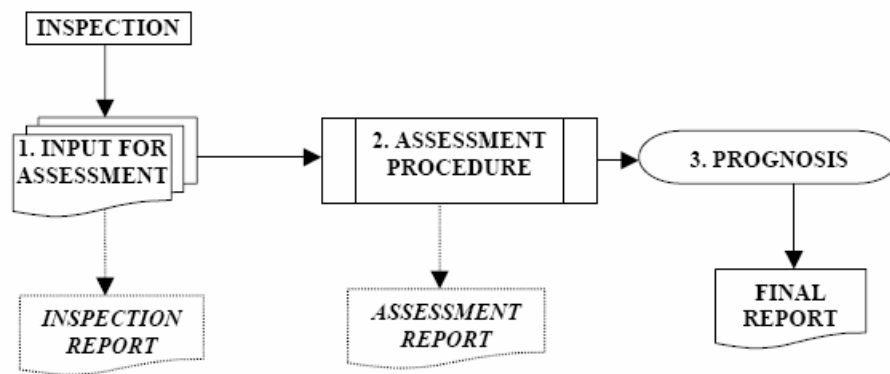 INSPECTION
1. INPUT FOR
ASSESSMENT
2. ASSESSMENT
PROCEDURE
3. PROGNOSIS
INSPECTION
REPORT
ASSESSMENT
REPORT
FINAL
REPORT